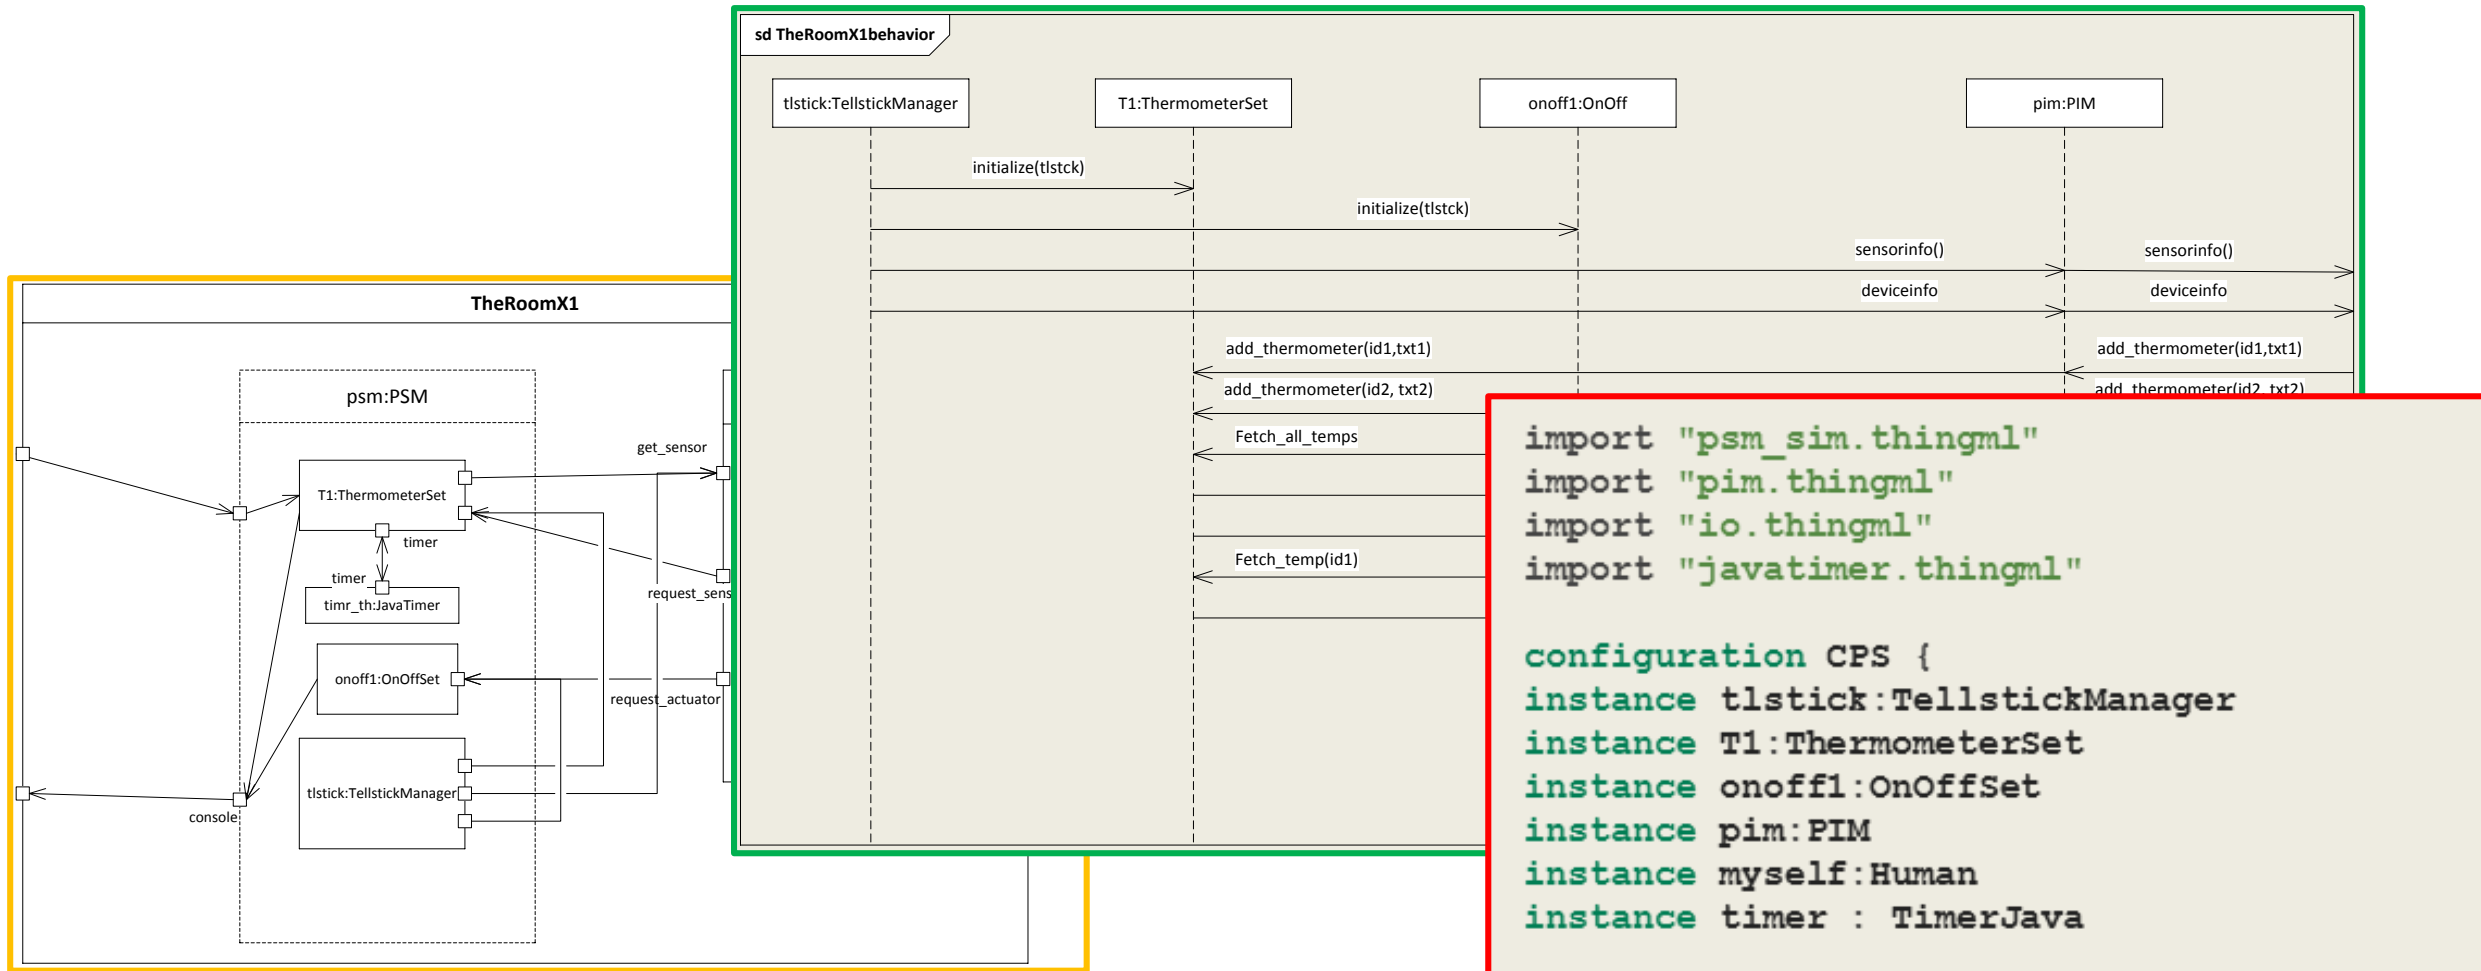 sd TheRoomX1behavior
tlstick:TellstickManager
T1:ThermometerSet
onoff1:OnOff
pim:PIM
initialize(tlstck)
initialize(tlstck)
sensorinfo()
sensorinfo()
deviceinfo
deviceinfo
add_thermometer(id1,txt1)
add_thermometer(id1,txt1)
add_thermometer(id2, txt2)
add_thermometer(id2, txt2)
Fetch_all_temps
Fetch_temp(id1)
TheRoomX1
psm:PSM
get_sensor
T1:ThermometerSet
timer
timer
timr_th:JavaTimer
request_sens
onoff1:OnOffSet
request_actuator
tlstick:TellstickManager
console
import "psm_sim.thingml"
import "pim.thingml"
import "io.thingml"
import "javatimer.thingml"
configuration CPS {
instance tlstick:TellstickManager
instance T1:ThermometerSet
instance onoff1:OnOffSet
instance pim:PIM
instance myself:Human
instance timer : TimerJava